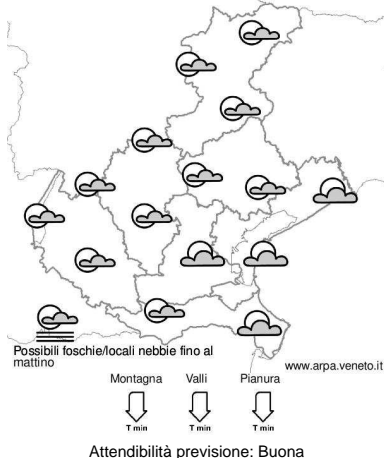 Possibili foschie/locali nebbie fino al
mattino
www.arpa.veneto.it
Montagna Valli Pianura
T min T min T min
Attendibilità previsione: Buona